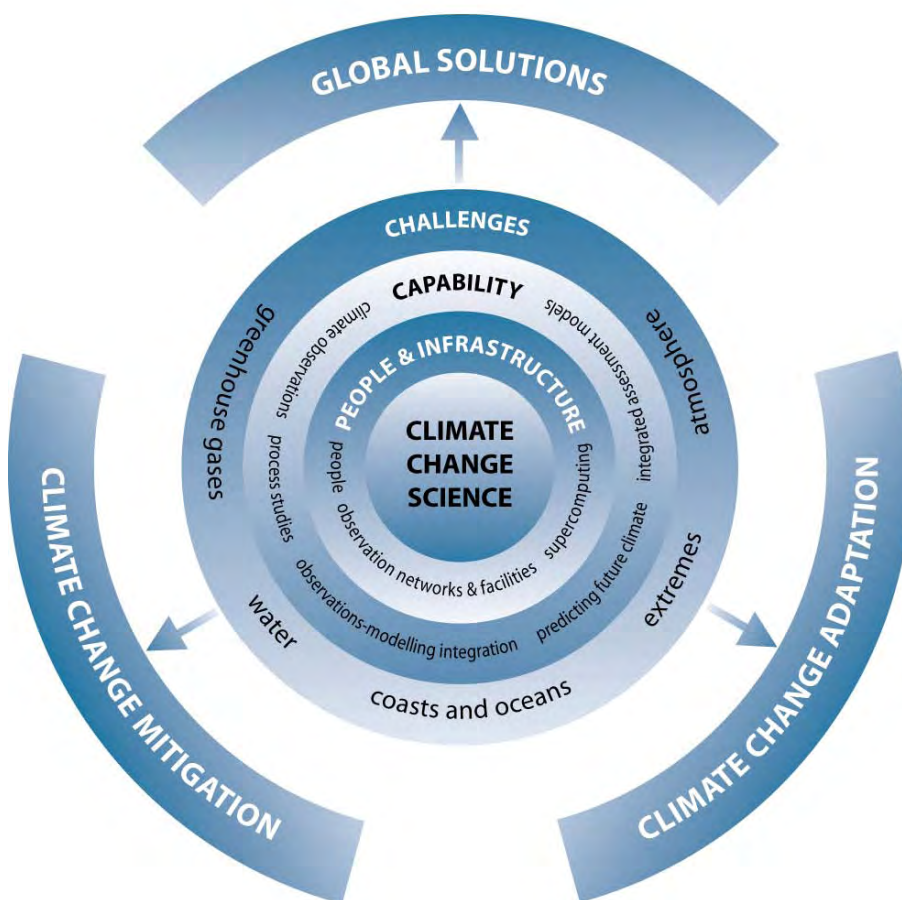 GLOBAL SOLUTIONS
CHALLENGES
greenhouse gases
water
coasts and oceans
extremes
atmosphere
CAPABILITY
climate observations
process studies
observations-modelling integration
predicting future climate
integrated assessment models
PEOPLE & INFRASTRUCTURE
people
observation networks & facilities
supercomputing
CLIMATE
CHANGE
SCIENCE
CLIMATE CHANGE MITIGATION
CLIMATE CHANGE ADAPTATION